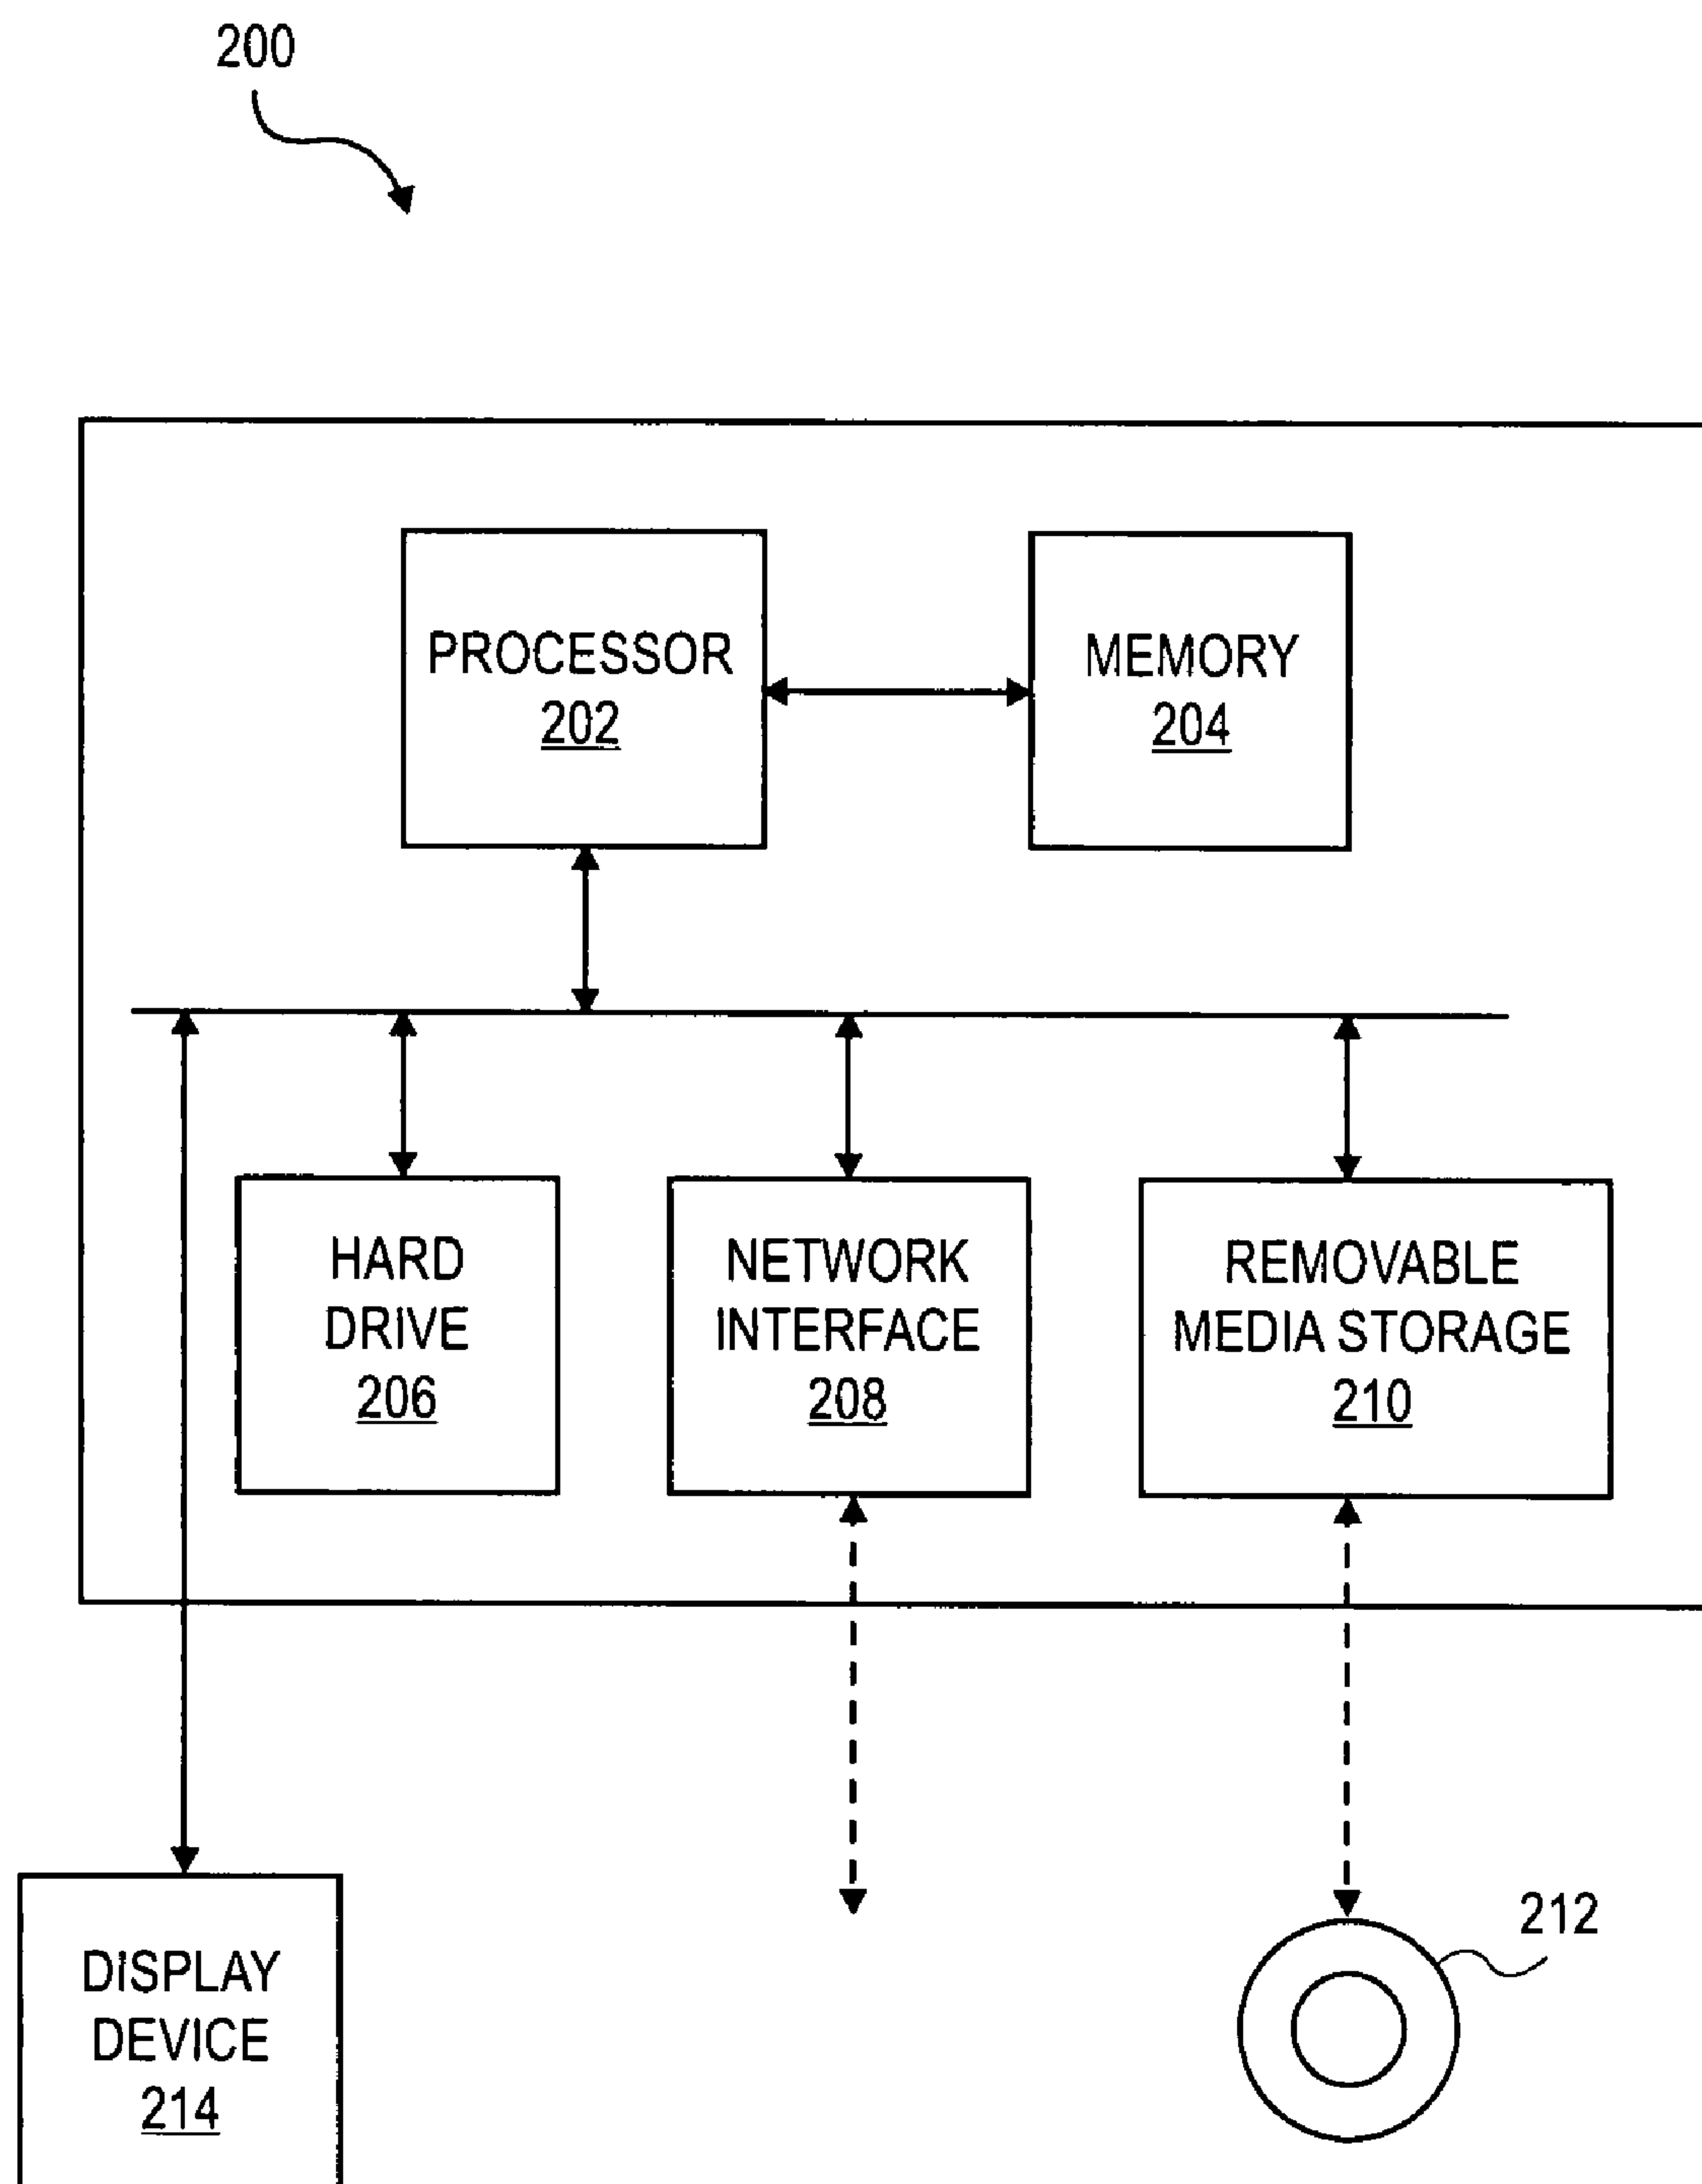 200
PROCESSOR
202
MEMORY
204
HARD
DRIVE
206
NETWORK
INTERFACE
208
REMOVABLE
MEDIA STORAGE
210
212
DISPLAY
DEVICE
214